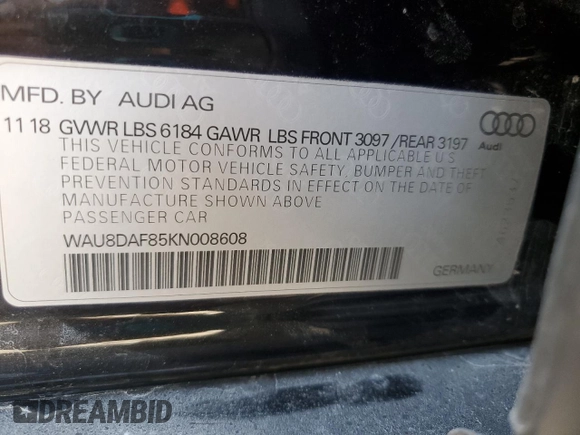 MFD. BY AUDI AG
11 18 GVWR LBS 6184 GAWR LBS FRONT 3097 /REAR 3197
THIS VEHICLE CONFORMS TO ALL APPLICABLE U.S
FEDERAL MOTOR VEHICLE SAFETY, BUMPER AND THEFT
PREVENTION STANDARDS IN EFFECT ON THE DATE OF
MANUFACTURE SHOWN ABOVE
PASSENGER CAR
WAU8DAF85KN008608
Audi
GERMANY
DREAMBID